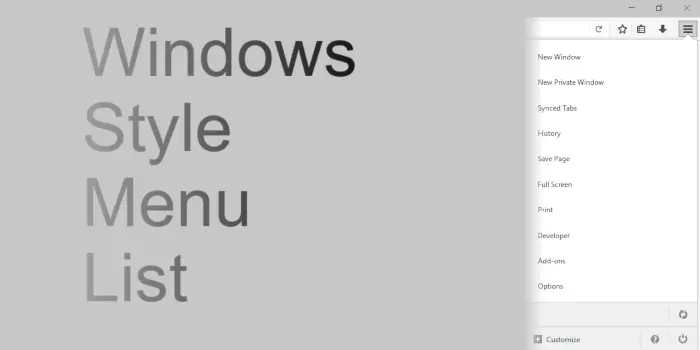 Windows
Style
Menu
List
New Window
New Private Window
Synced Tabs
History
Save Page
Full Screen
Print
Developer
Add-ons
Options
Customize